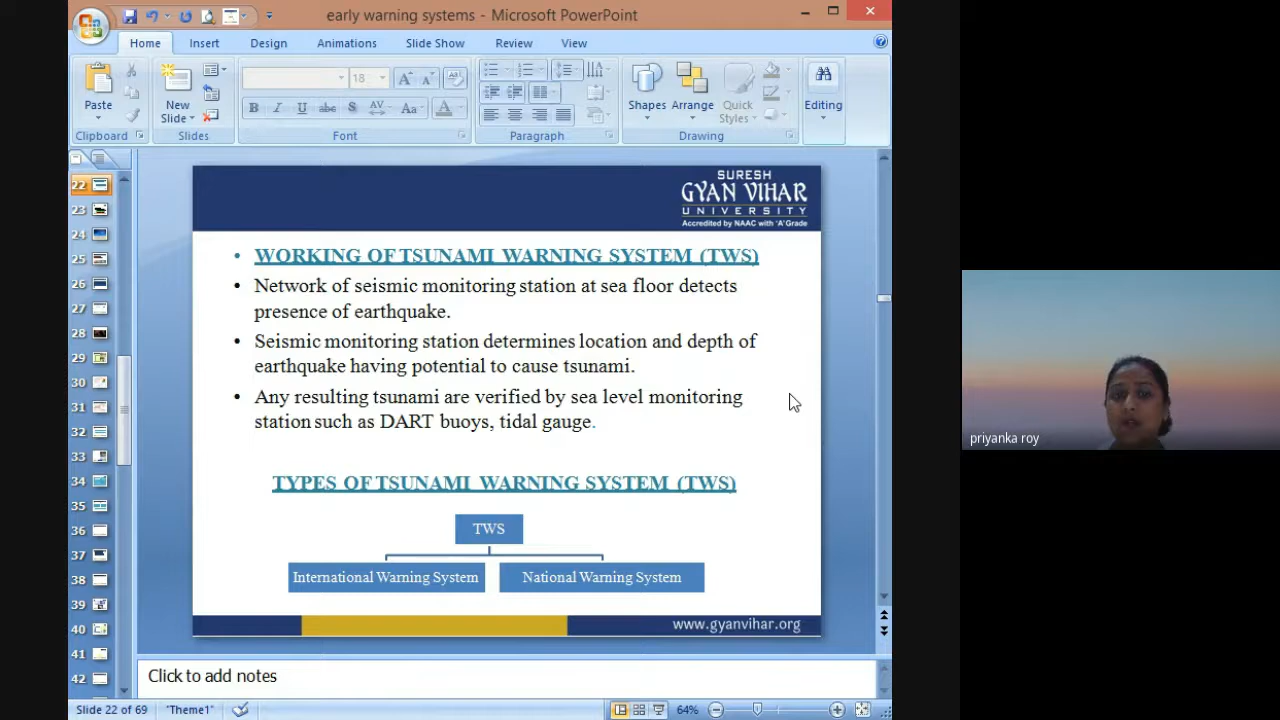 early warning systems - Microsoft PowerPoint
Home Insert Design Animations Slide Show Review View
18
Paste
New
Slide
Shapes
Arrange
Quick
Styles
Editing
B I U abc S AV Aa A
Clipboard Slides Font Paragraph Drawing
22
23
24
25
26
27
28
29
30
31
32
33
34
35
36
37
38
39
40
41
42
SURESH
GYAN VIHAR
UNIVERSITY
Accredited by NAAC with 'A' Grade
• WORKING OF TSUNAMI WARNING SYSTEM (TWS)
• Network of seismic monitoring station at sea floor detects
presence of earthquake.
• Seismic monitoring station determines location and depth of
earthquake having potential to cause tsunami.
• Any resulting tsunami are verified by sea level monitoring
station such as DART buoys, tidal gauge.
TYPES OF TSUNAMI WARNING SYSTEM (TWS)
TWS
International Warning System
National Warning System
www.gyanvihar.org
Click to add notes
Slide 22 of 69 "Theme1" 64%
priyanka roy